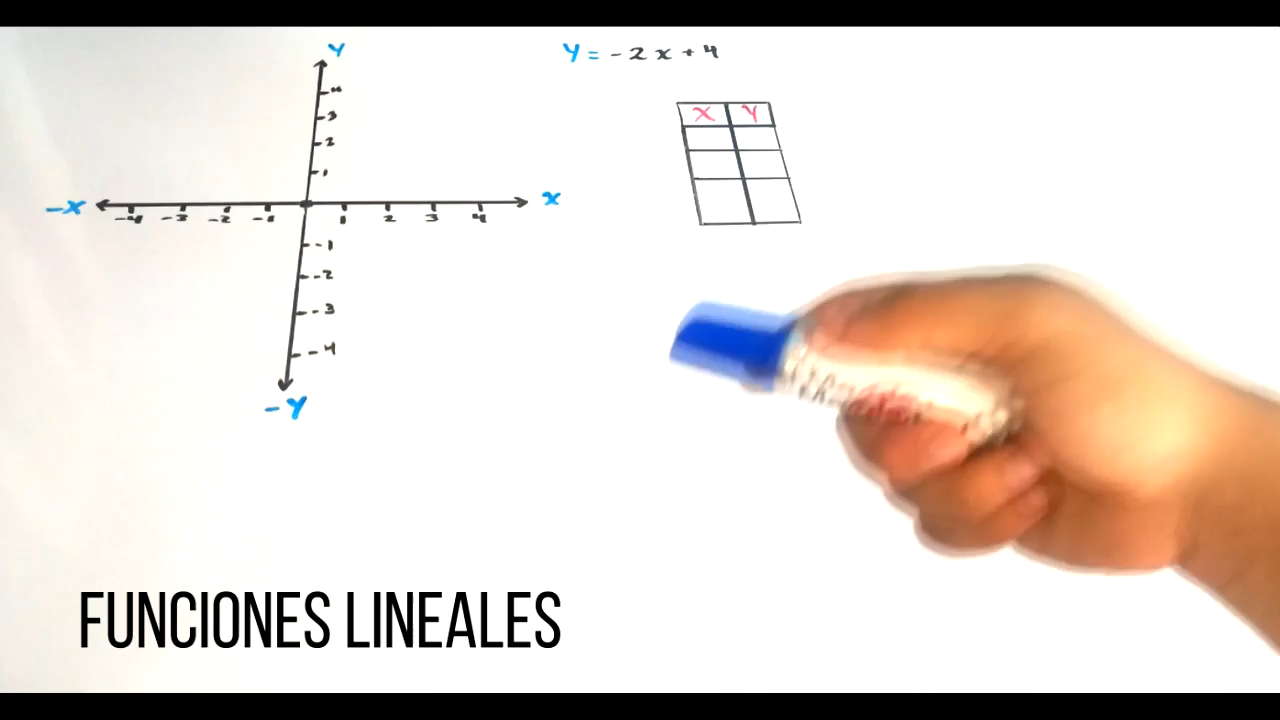 Y
4
3
2
1
-X
-4 -3 -2 -1 1 2 3 4
X
-1
-2
-3
-4
-Y
Y = -2x+4
X Y
FUNCIONES LINEALES